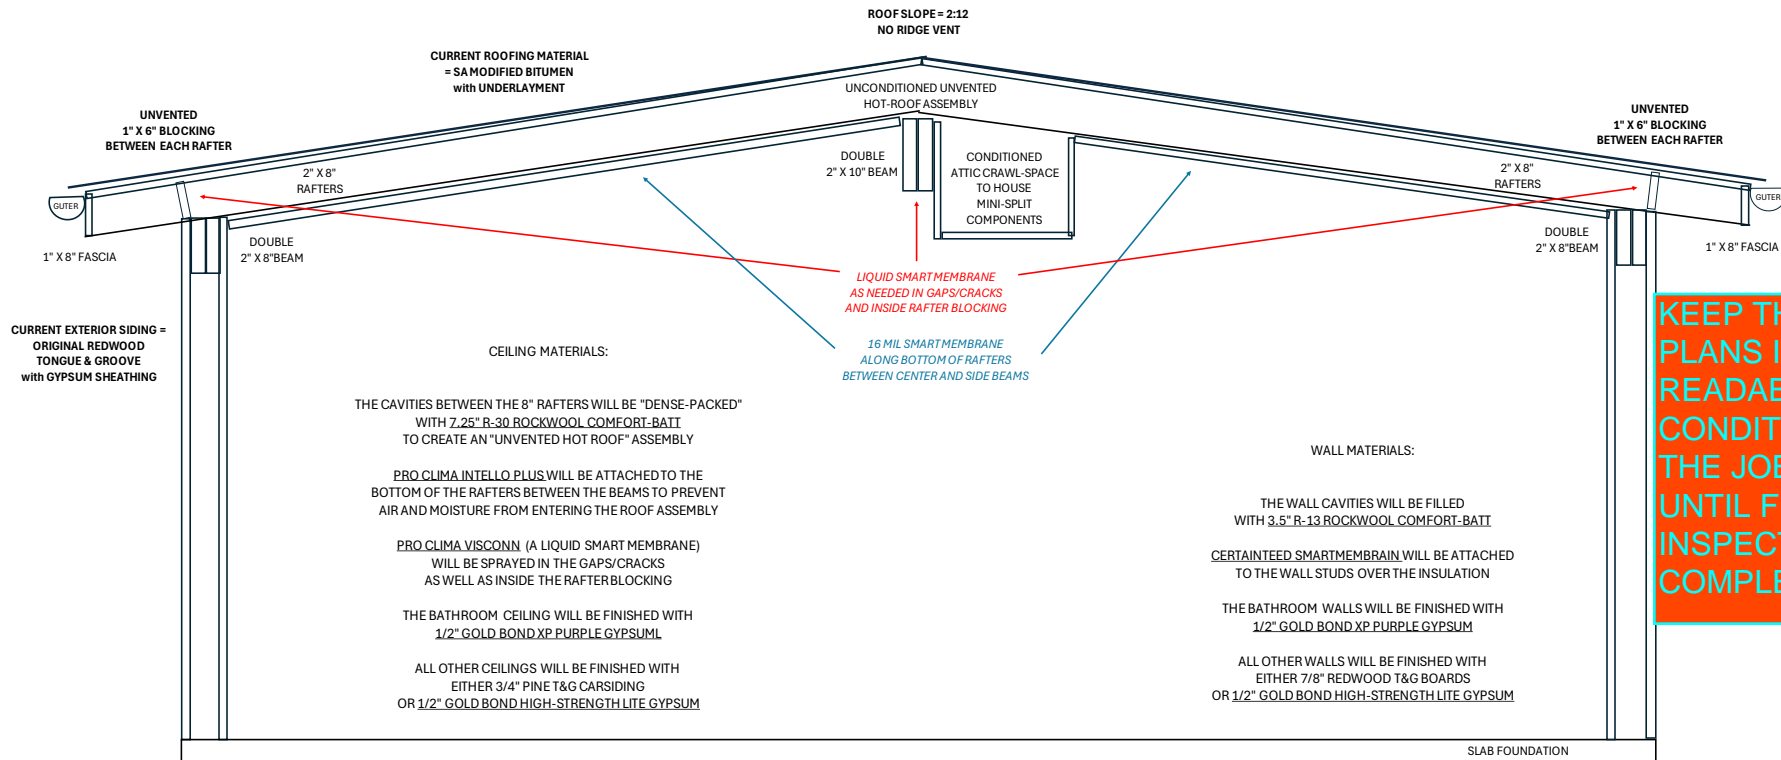 ROOF SLOPE = 2:12
NO RIDGE VENT
CURRENT ROOFING MATERIAL
= SA MODIFIED BITUMEN
with UNDERLAYMENT
UNCONDITIONED UNVENTED
HOT-ROOF ASSEMBLY
UNVENTED
1" X 6" BLOCKING
BETWEEN EACH RAFTER
UNVENTED
1" X 6" BLOCKING
BETWEEN EACH RAFTER
2" X 8"
RAFTERS
DOUBLE
2" X 10" BEAM
CONDITIONED
ATTIC CRAWL-SPACE
TO HOUSE
MINI-SPLIT
COMPONENTS
2" X 8"
RAFTERS
GUTER
GUTER
1" X 8" FASCIA
DOUBLE
2" X 8"BEAM
DOUBLE
2" X 8"BEAM
1" X 8" FASCIA
LIQUID SMART MEMBRANE
AS NEEDED IN GAPS/CRACKS
AND INSIDE RAFTER BLOCKING
16 MIL SMART MEMBRANE
ALONG BOTTOM OF RAFTERS
BETWEEN CENTER AND SIDE BEAMS
CURRENT EXTERIOR SIDING =
ORIGINAL REDWOOD
TONGUE & GROOVE
with GYPSUM SHEATHING
CEILING MATERIALS:
THE CAVITIES BETWEEN THE 8" RAFTERS WILL BE "DENSE-PACKED"
WITH 7.25" R-30 ROCKWOOL COMFORT-BATT
TO CREATE AN "UNVENTED HOT ROOF" ASSEMBLY
PRO CLIMA INTELLO PLUS WILL BE ATTACHED TO THE
BOTTOM OF THE RAFTERS BETWEEN THE BEAMS TO PREVENT
AIR AND MOISTURE FROM ENTERING THE ROOF ASSEMBLY
PRO CLIMA VISCONN (A LIQUID SMART MEMBRANE)
WILL BE SPRAYED IN THE GAPS/CRACKS
AS WELL AS INSIDE THE RAFTER BLOCKING
THE BATHROOM CEILING WILL BE FINISHED WITH
1/2" GOLD BOND XP PURPLE GYPSUML
ALL OTHER CEILINGS WILL BE FINISHED WITH
EITHER 3/4" PINE T&G CARSIDING
OR 1/2" GOLD BOND HIGH-STRENGTH LITE GYPSUM
WALL MATERIALS:
THE WALL CAVITIES WILL BE FILLED
WITH 3.5" R-13 ROCKWOOL COMFORT-BATT
CERTAINTEED SMARTMEMBRAIN WILL BE ATTACHED
TO THE WALL STUDS OVER THE INSULATION
THE BATHROOM WALLS WILL BE FINISHED WITH
1/2" GOLD BOND XP PURPLE GYPSUM
ALL OTHER WALLS WILL BE FINISHED WITH
EITHER 7/8" REDWOOD T&G BOARDS
OR 1/2" GOLD BOND HIGH-STRENGTH LITE GYPSUM
KEEP TH
PLANS I
READAB
CONDIT
THE JOB
UNTIL F
INSPECT
COMPLE
SLAB FOUNDATION